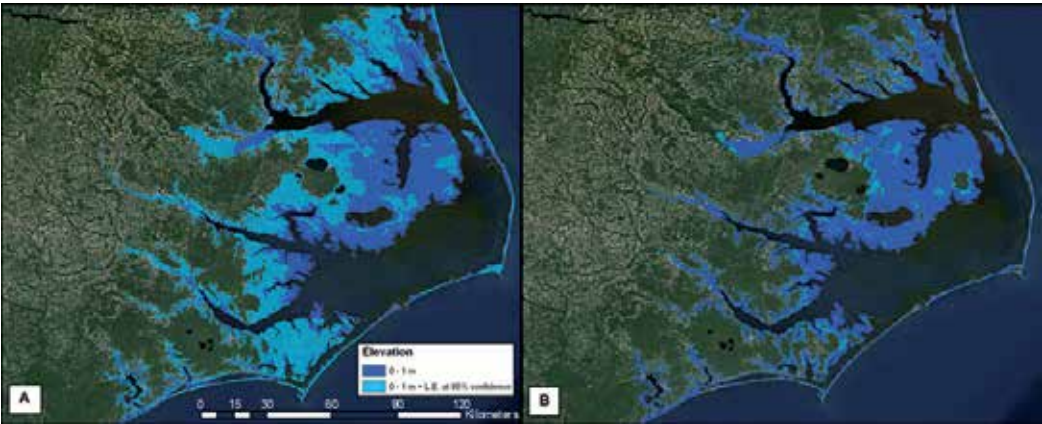 Elevation
0 - 1 m
0 - 1 m + L.E. at 95% confidence
A
0 15 30 60 90 120
Kilometers
B